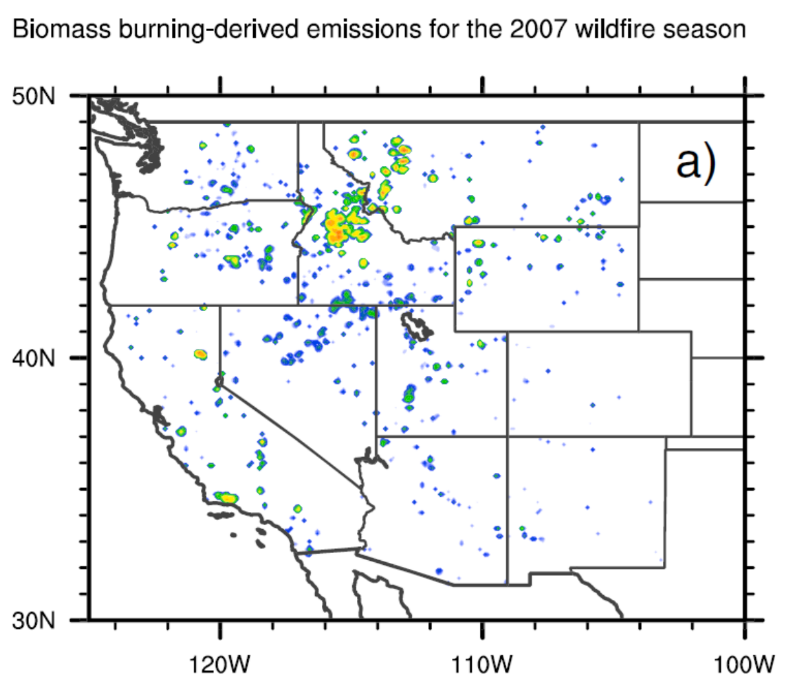 Biomass burning-derived emissions for the 2007 wildfire season
50N
a)
40N
30N
120W 110W 100W